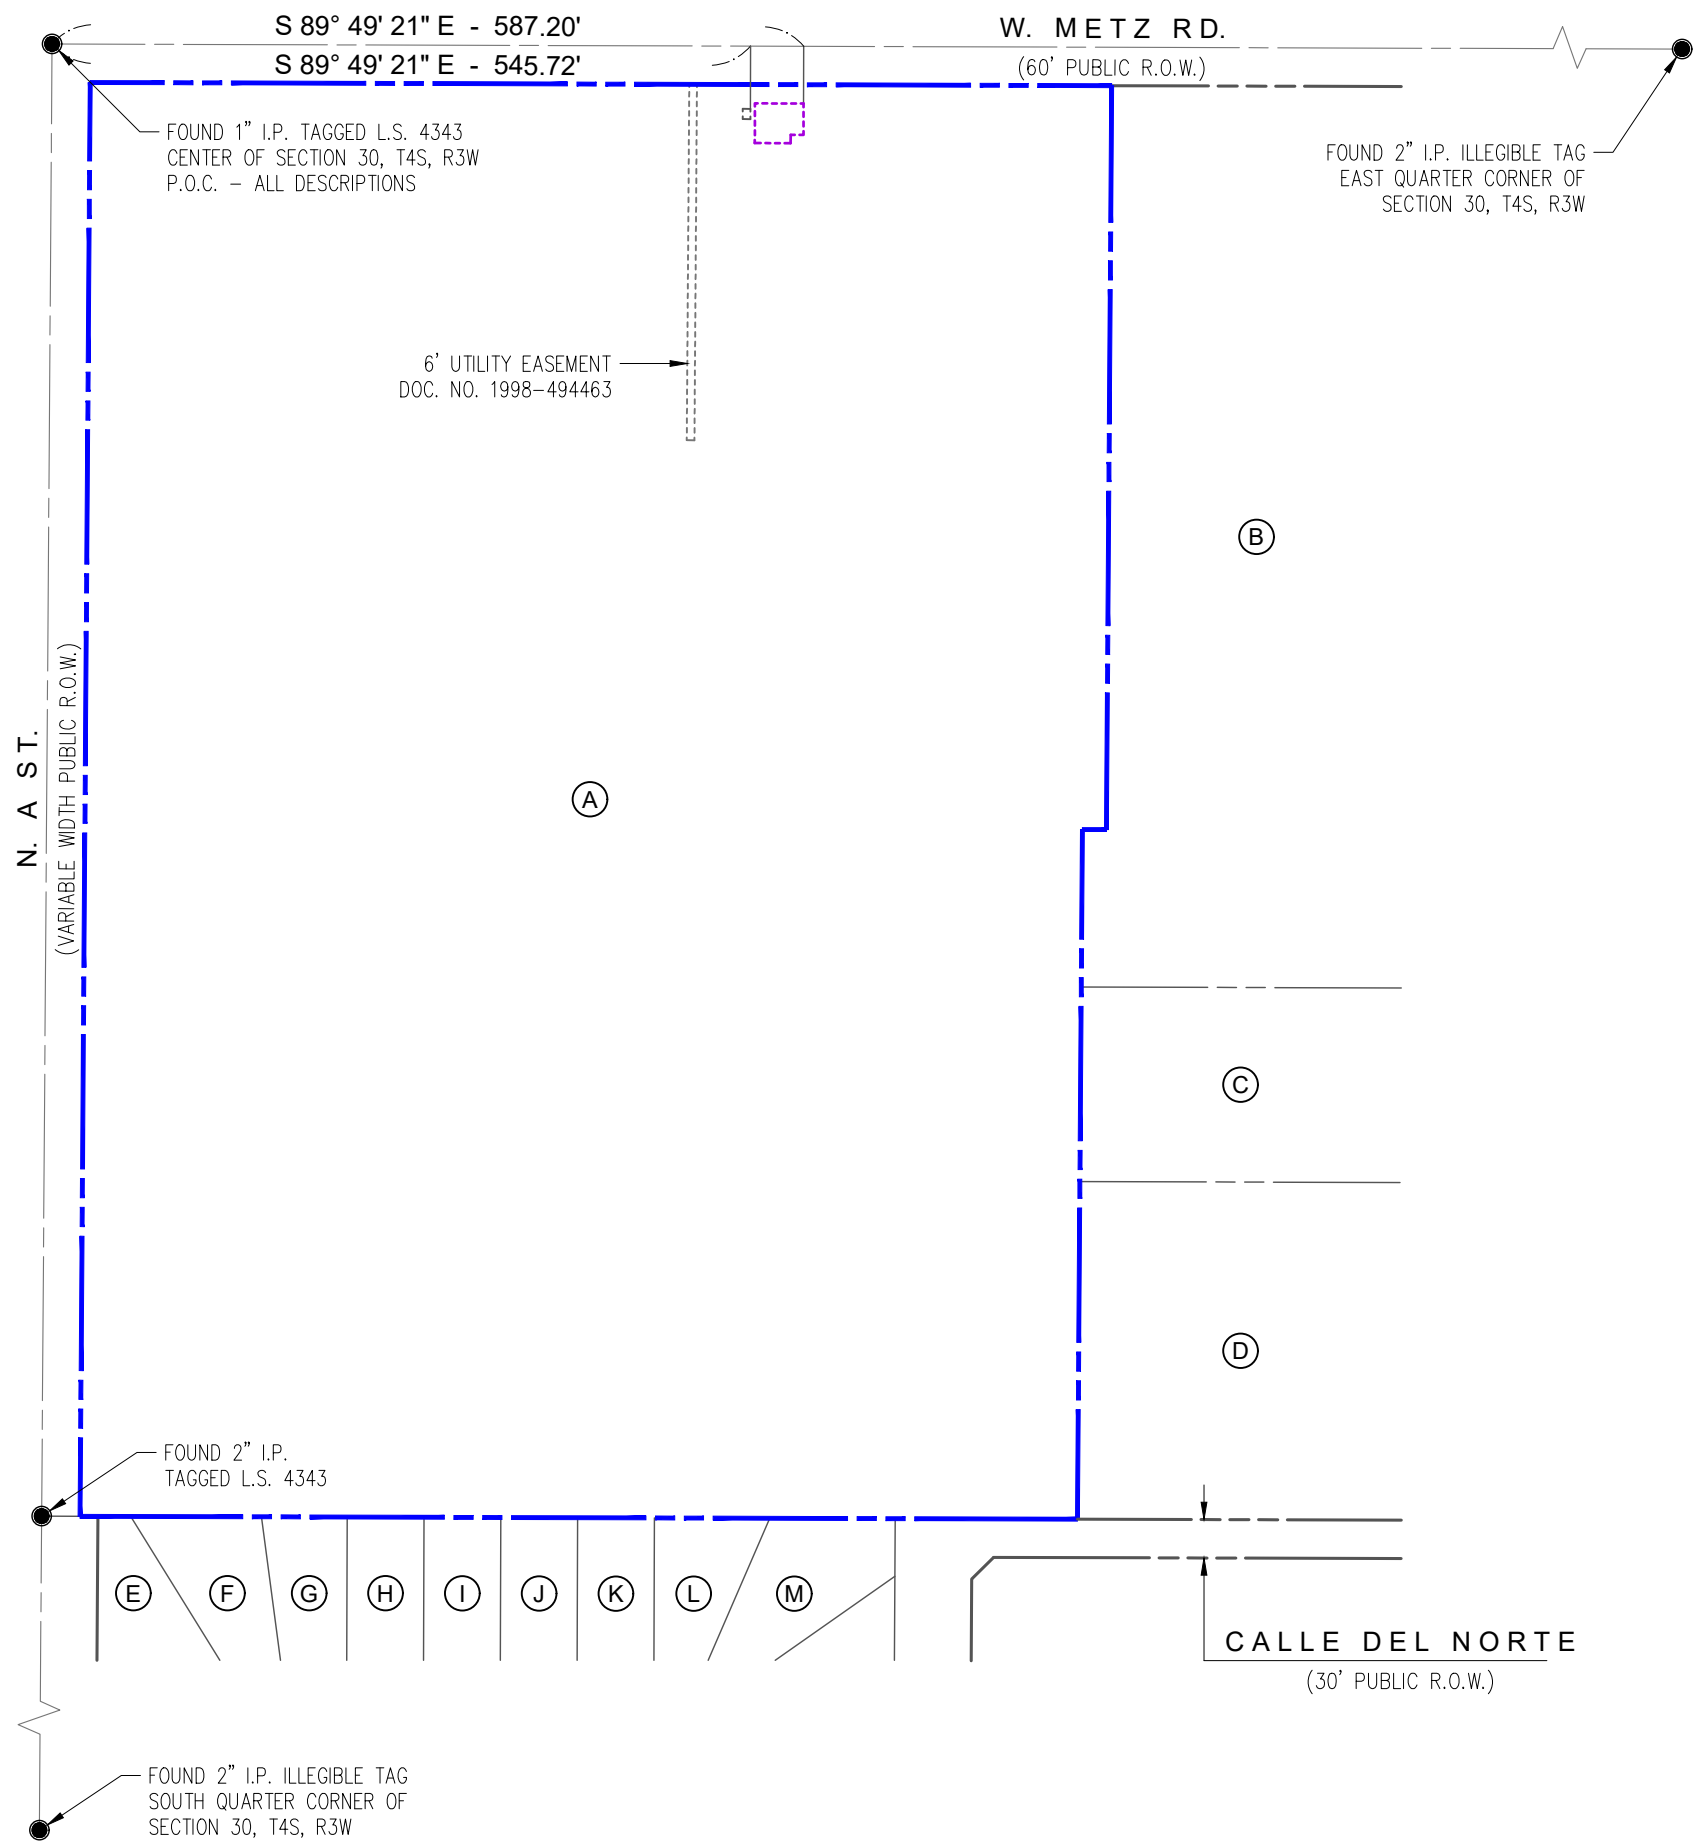 S 89° 49' 21" E - 587.20'
W. METZ RD.
S 89° 49' 21" E - 545.72'
(60' PUBLIC R.O.W.)
FOUND 1" I.P. TAGGED L.S. 4343
CENTER OF SECTION 30, T4S, R3W
P.O.C. - ALL DESCRIPTIONS
FOUND 2" I.P. ILLEGIBLE TAG
EAST QUARTER CORNER OF
SECTION 30, T4S, R3W
6' UTILITY EASEMENT
DOC. NO. 1998-494463
B
N. A ST.
(VARIABLE WIDTH PUBLIC R.O.W.)
A
C
D
FOUND 2" I.P.
TAGGED L.S. 4343
E F G H I J K L M
CALLE DEL NORTE
(30' PUBLIC R.O.W.)
FOUND 2" I.P. ILLEGIBLE TAG
SOUTH QUARTER CORNER OF
SECTION 30, T4S, R3W